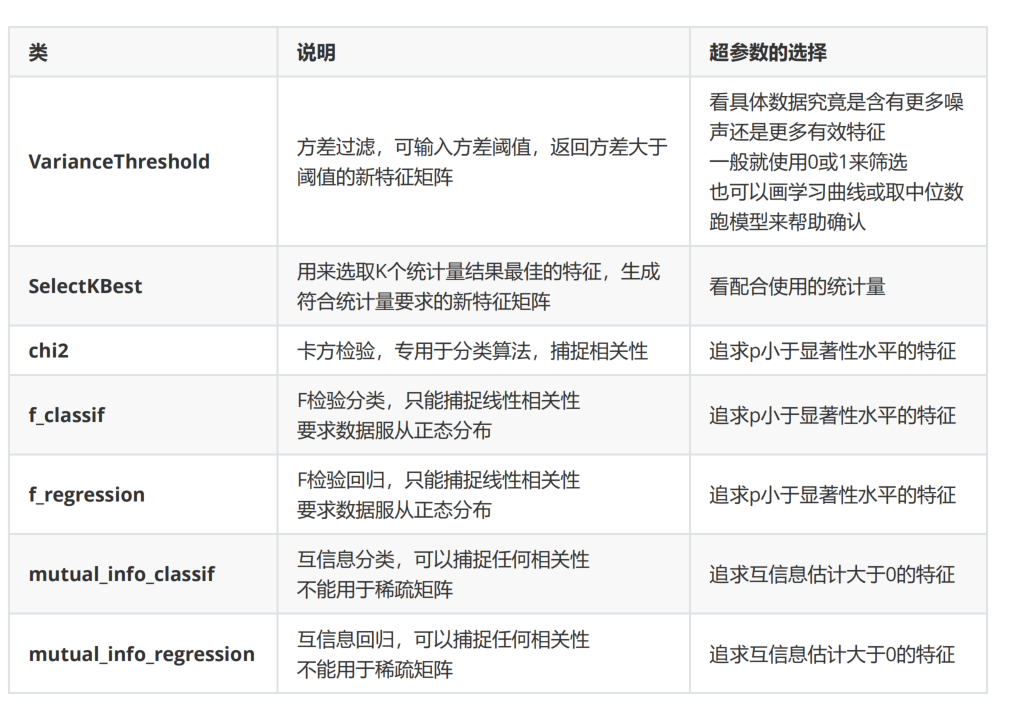 类
说明
超参数的选择
VarianceThreshold
方差过滤，可输入方差阈值，返回方差大于
阈值的新特征矩阵
看具体数据究竟是含有更多噪
声还是更多有效特征
一般就使用0或1来筛选
也可以画学习曲线或取中位数
跑模型来帮助确认
SelectKBest
用来选取K个统计量结果最佳的特征，生成
符合统计量要求的新特征矩阵
看配合使用的统计量
chi2
卡方检验，专用于分类算法，捕捉相关性
追求p小于显著性水平的特征
f_classif
F检验分类，只能捕捉线性相关性
要求数据服从正态分布
追求p小于显著性水平的特征
f_regression
F检验回归，只能捕捉线性相关性
要求数据服从正态分布
追求p小于显著性水平的特征
mutual_info_classif
互信息分类，可以捕捉任何相关性
不能用于稀疏矩阵
追求互信息估计大于0的特征
mutual_info_regression
互信息回归，可以捕捉任何相关性
不能用于稀疏矩阵
追求互信息估计大于0的特征